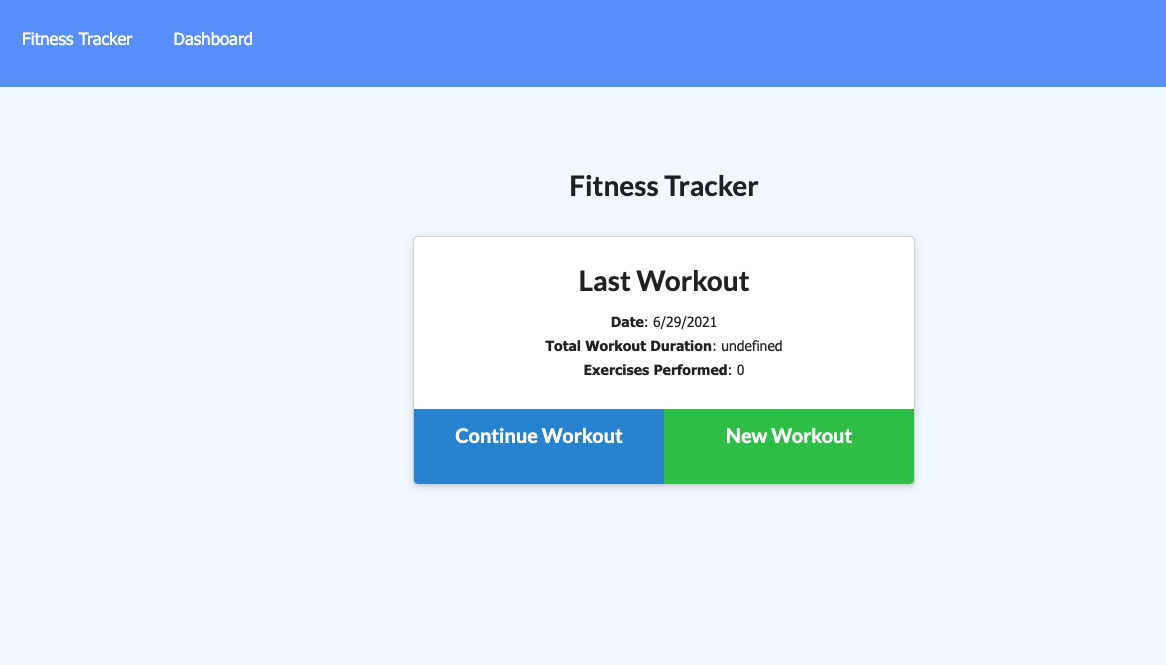 Fitness Tracker Dashboard
Fitness Tracker
Last Workout
Date: 6/29/2021
Total Workout Duration: undefined
Exercises Performed: 0
Continue Workout New Workout